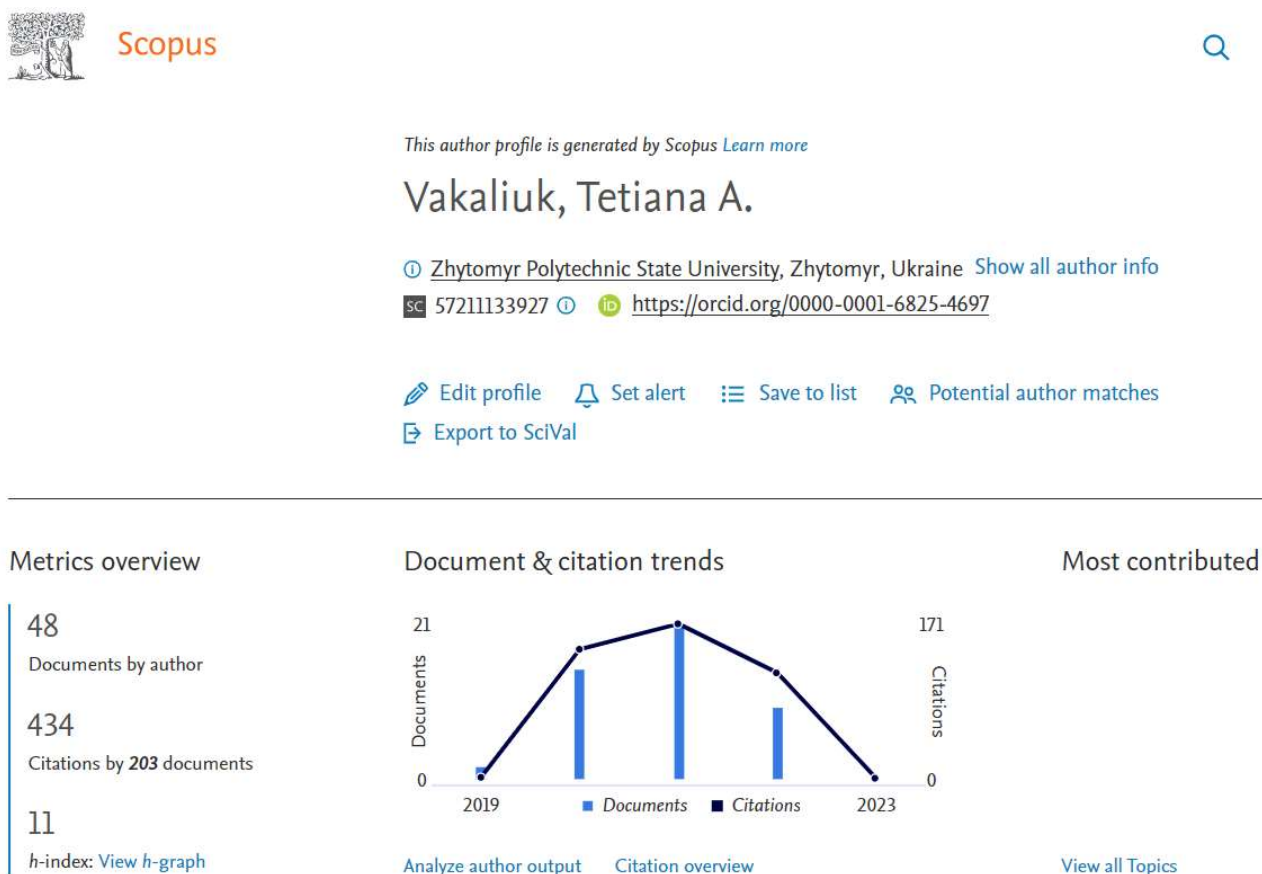 Scopus
This author profile is generated by Scopus Learn more
Vakaliuk, Tetiana A.
Zhytomyr Polytechnic State University, Zhytomyr, Ukraine Show all author info
SC 57211133927 iD https://orcid.org/0000-0001-6825-4697
Edit profile Set alert Save to list Potential author matches
Export to SciVal
Metrics overview
48
Documents by author
434
Citations by 203 documents
11
h-index: View h-graph
Document & citation trends
21
171
Documents
Citations
0
0
2019
Documents
Citations
2023
Analyze author output Citation overview
Most contributed
View all Topics